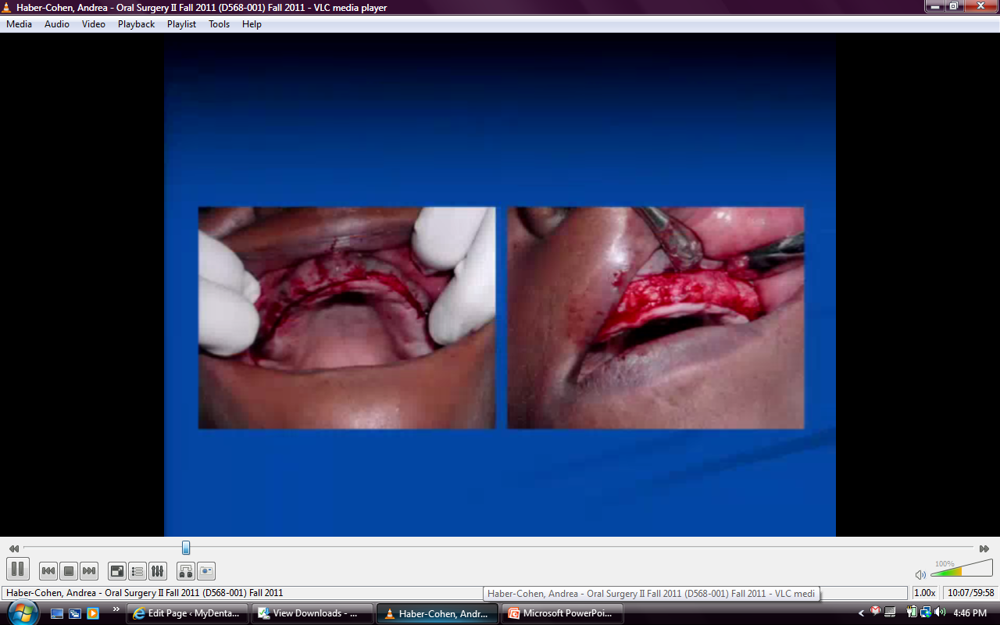 Haber-Cohen, Andrea - Oral Surgery II Fall 2011 (D568-001) Fall 2011 - VLC media player
Media Audio Video Playback Playlist Tools Help
100%
Haber-Cohen, Andrea - Oral Surgery II Fall 2011 (D568-001) Fall 2011
Haber-Cohen, Andrea - Oral Surgery II Fall 2011 (D568-001) Fall 2011 - VLC medi
1.00x
10:07/59:58
Edit Page ‹ MyDenta...
View Downloads - ...
Haber-Cohen, Andr...
Microsoft PowerPoi...
4:46 PM